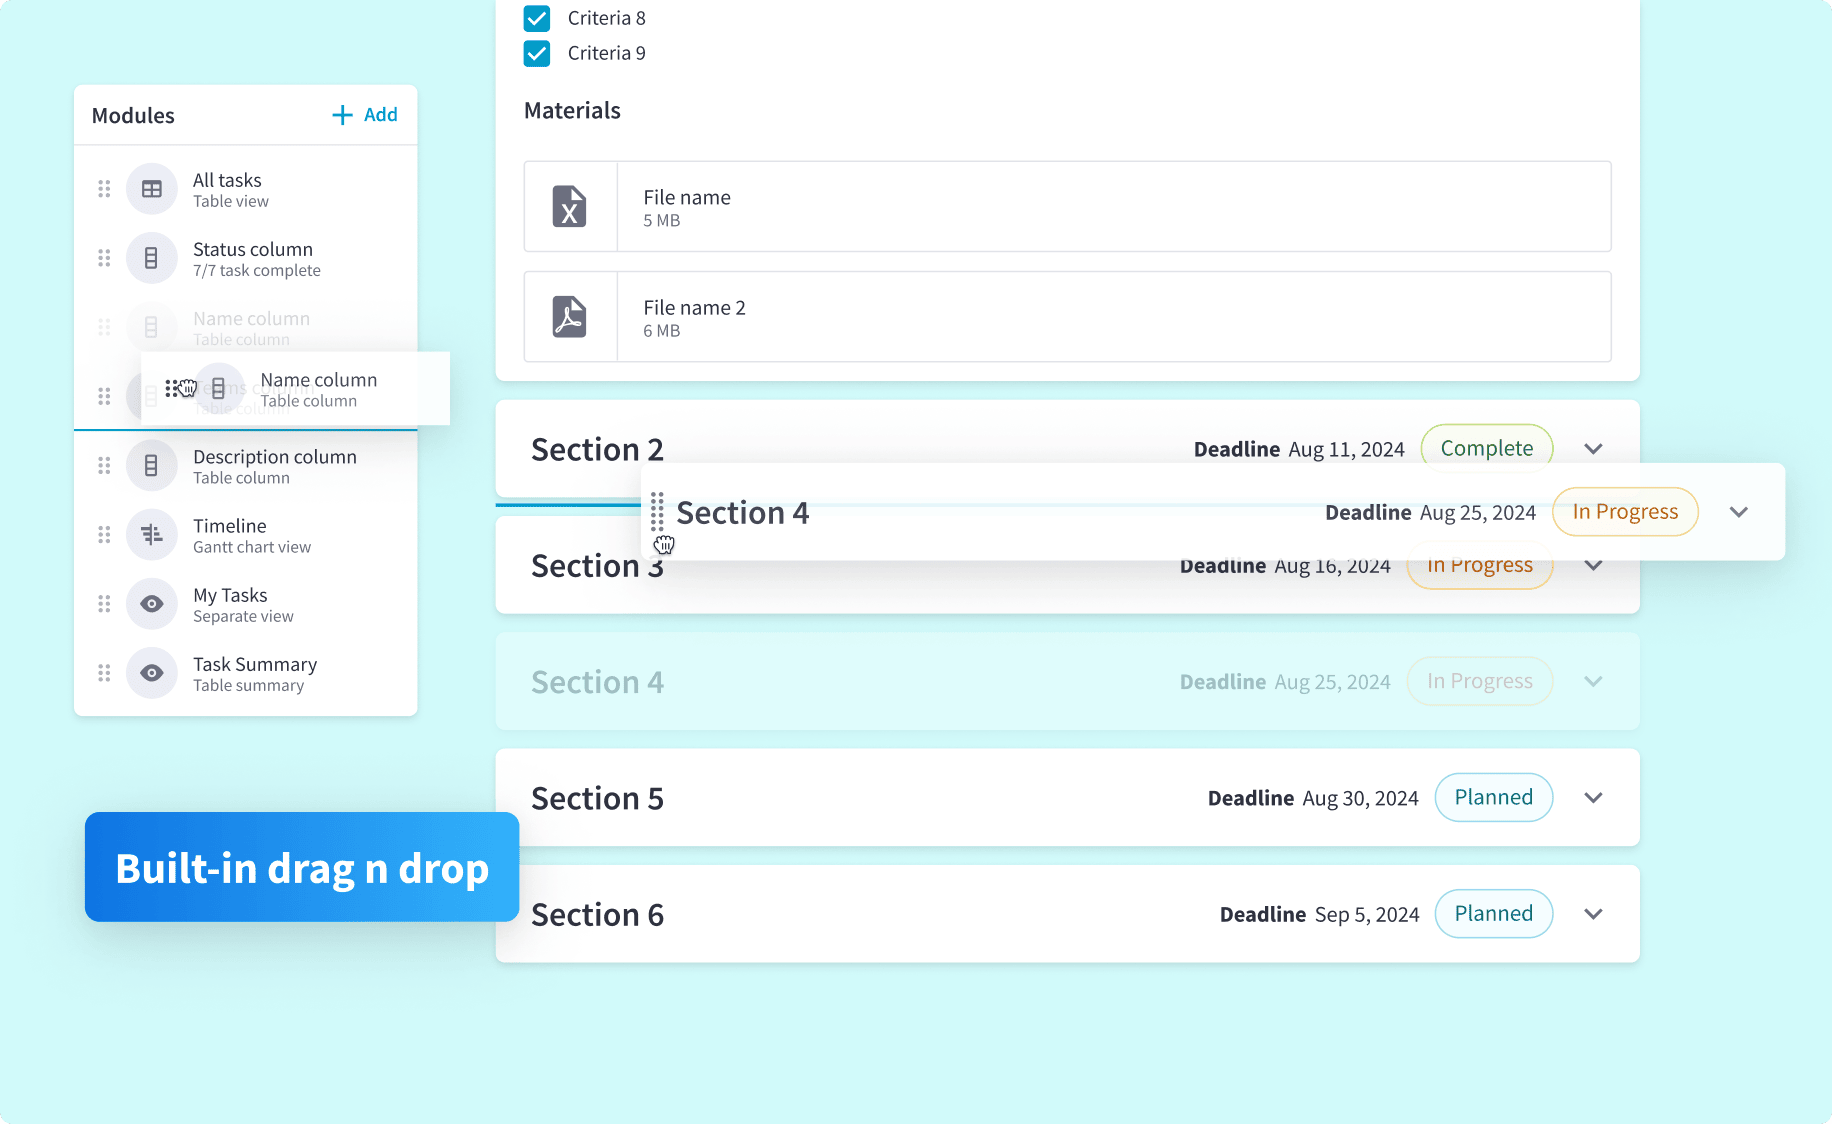 Criteria 8
Criteria 9
Materials
File name
5 MB
File name 2
6 MB
Modules
Add
All tasks
Table view
Status column
7/7 task complete
Name column
Table column
Teams column
Table column
Name column
Table column
Description column
Table column
Timeline
Gantt chart view
My Tasks
Separate view
Task Summary
Table summary
Section 2 Deadline Aug 11, 2024 Complete
Section 4 Deadline Aug 25, 2024 In Progress
Section 3 Deadline Aug 16, 2024 In Progress
Section 4 Deadline Aug 25, 2024 In Progress
Section 5 Deadline Aug 30, 2024 Planned
Section 6 Deadline Sep 5, 2024 Planned
Built-in drag n drop